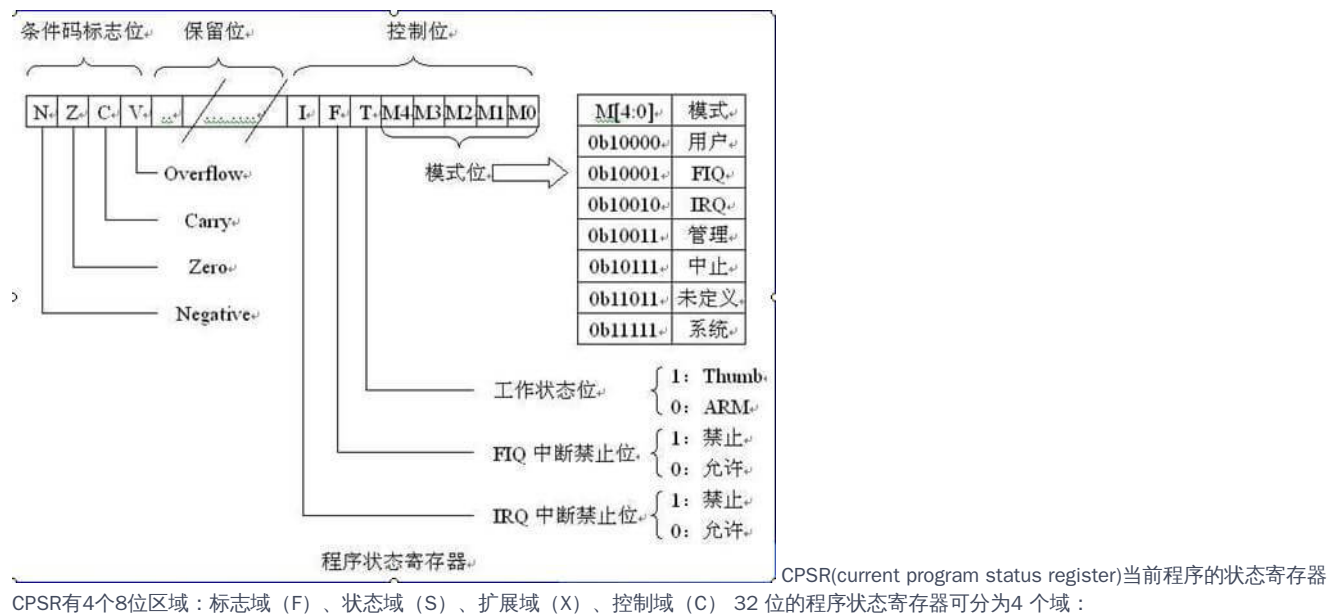 条件码标志位 保留位 控制位
N Z C V ... ........ I F T M4 M3 M2 M1 M0
M[4:0] 模式
0b10000 用户
0b10001 FIQ
0b10010 IRQ
0b10011 管理
0b10111 中止
0b11011 未定义
0b11111 系统
模式位
Overflow
Carry
Zero
Negative
工作状态位
1: Thumb
0: ARM
FIQ 中断禁止位
1: 禁止
0: 允许
IRQ 中断禁止位
1: 禁止
0: 允许
程序状态寄存器
CPSR(current program status register)当前程序的状态寄存器
CPSR有4个8位区域：标志域（F）、状态域（S）、扩展域（X）、控制域（C） 32 位的程序状态寄存器可分为4 个域：